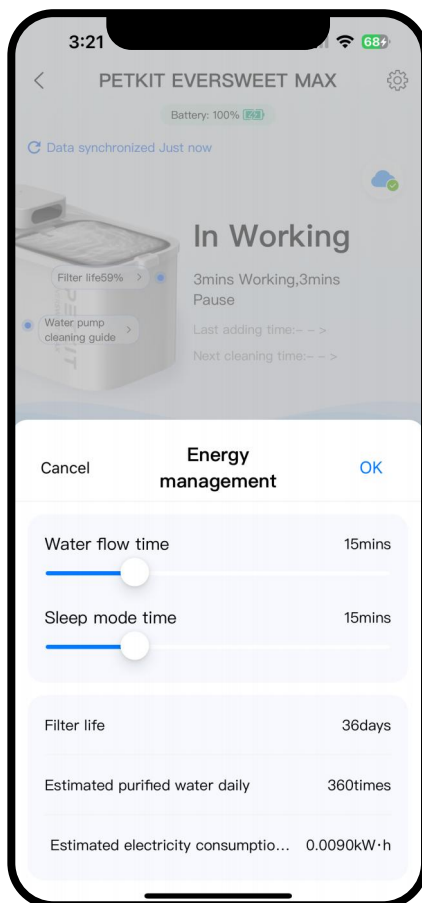 3:21
68
PETKIT EVERSWEET MAX
Battery: 100%
Data synchronized Just now
In Working
Filter life59% >
3mins Working,3mins
Pause
Water pump
cleaning guide >
Last adding time:– – >
Next cleaning time:– – >
PETKIT
Cancel
Energy
management
OK
Water flow time
15mins
Sleep mode time
15mins
Filter life
36days
Estimated purified water daily
360times
Estimated electricity consumptio...
0.0090kW·h